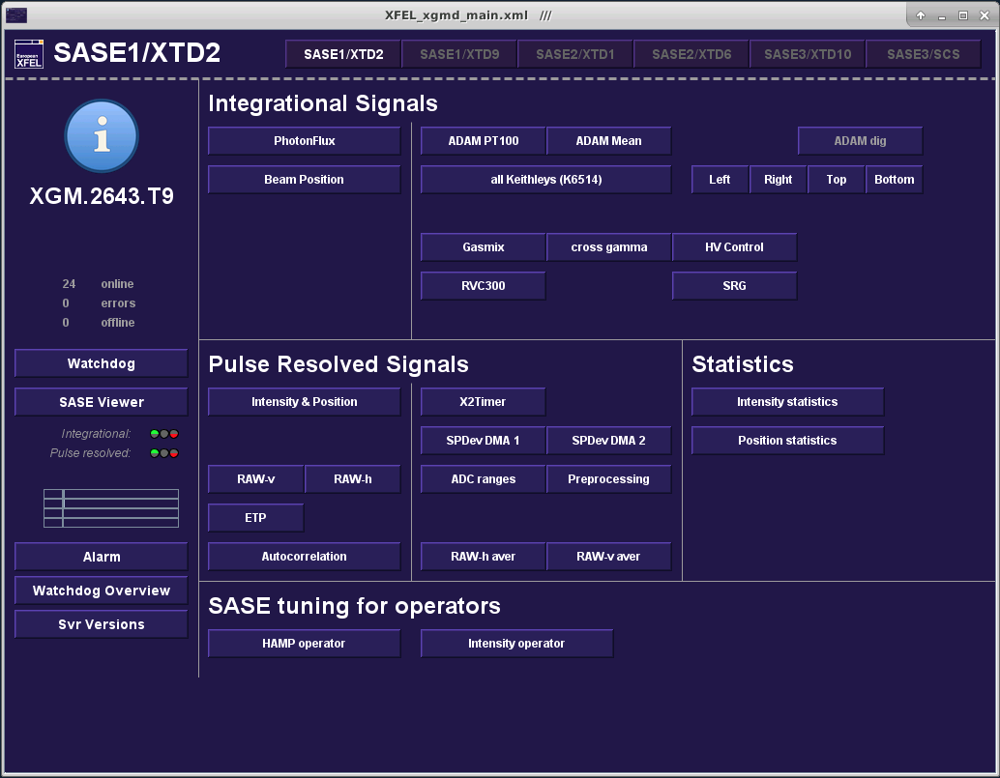 XFEL_xgmd_main.xml ///
European
XFEL
SASE1/XTD2
SASE1/XTD2 SASE1/XTD9 SASE2/XTD1 SASE2/XTD6 SASE3/XTD10 SASE3/SCS
i
XGM.2643.T9
24 online
0 errors
0 offline
Watchdog
SASE Viewer
Integrational:
Pulse resolved:
Alarm
Watchdog Overview
Svr Versions
Integrational Signals
PhotonFlux ADAM PT100 ADAM Mean ADAM dig
Beam Position all Keithleys (K6514) Left Right Top Bottom
Gasmix cross gamma HV Control
RVC300 SRG
Pulse Resolved Signals
Intensity & Position X2Timer
SPDev DMA 1 SPDev DMA 2
RAW-v RAW-h ADC ranges Preprocessing
ETP
Autocorrelation RAW-h aver RAW-v aver
Statistics
Intensity statistics
Position statistics
SASE tuning for operators
HAMP operator Intensity operator